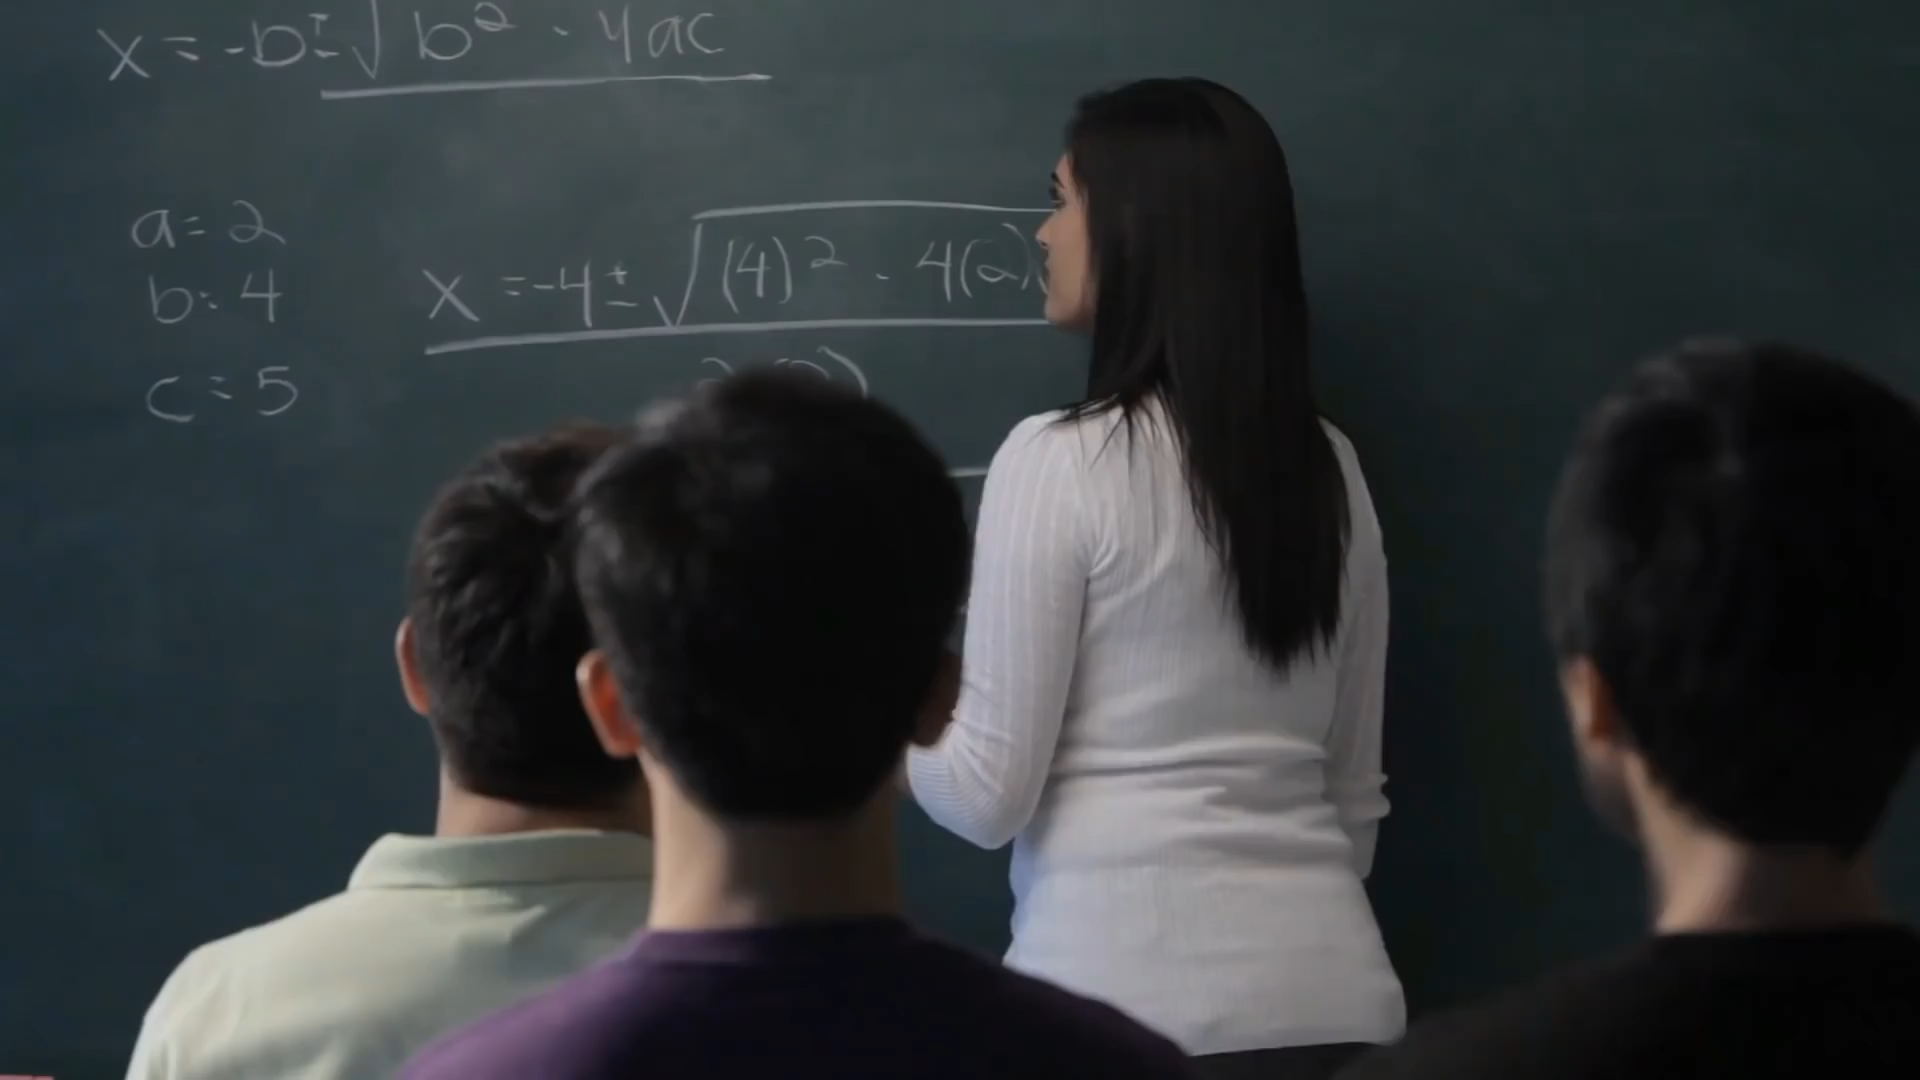 x = -b ± √ b² - 4ac
a = 2
b = 4
c = 5
x = -4 ± √ (4)² - 4(2)